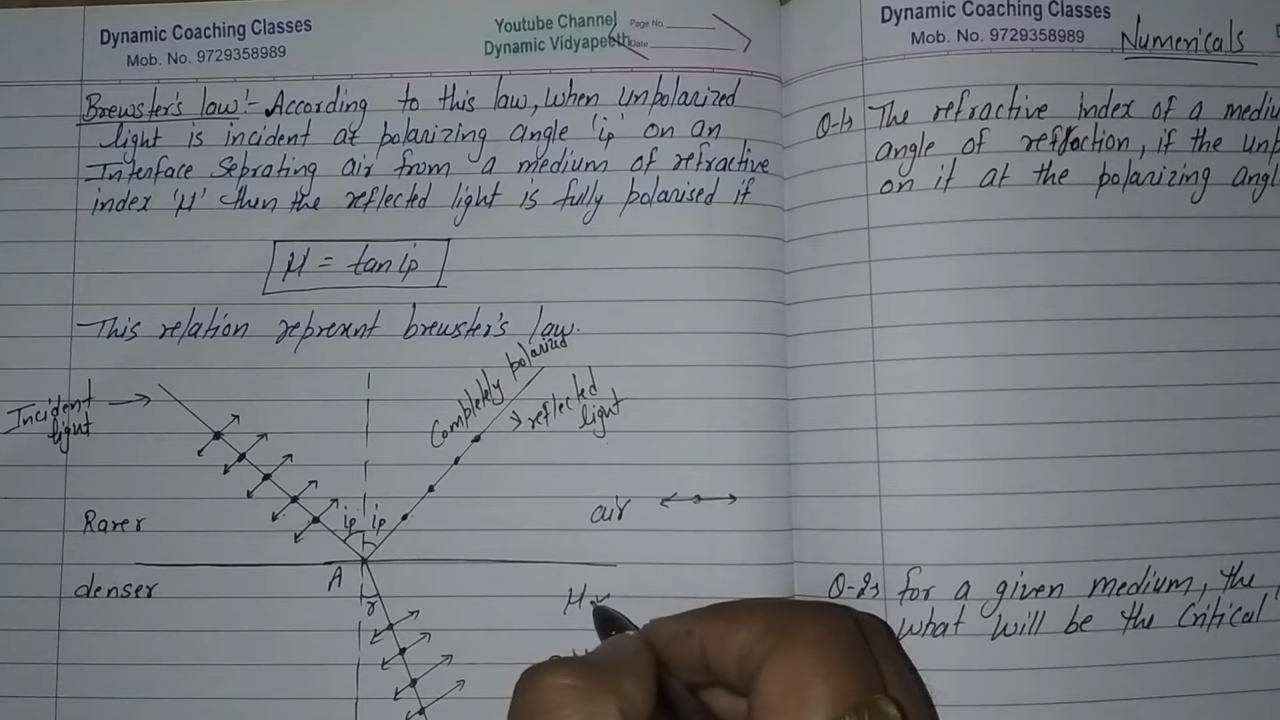 Dynamic Coaching Classes
Mob. No. 9729358989
Youtube Channel
Dynamic Vidyapeeth
Page No.
Date
Brewster's law:- According to this law, when unpolarized
light is incident at polarizing angle 'ip' on an
Interface seprating air from a medium of refractive
index 'μ' then the reflected light is fully polarised if
μ = tan ip
This relation reprexnt brewster's law.
Incident
light
Completely polarized
reflected
light
ip ip
Rarer
air
A
denser
r
μ
Dynamic Coaching Classes
Mob. No. 9729358989
Numericals
Q-1) The refractive index of a mediu
angle of refraction, if the unp
on it at the polarizing angl
Q-2) for a given medium, the
what will be the Critical